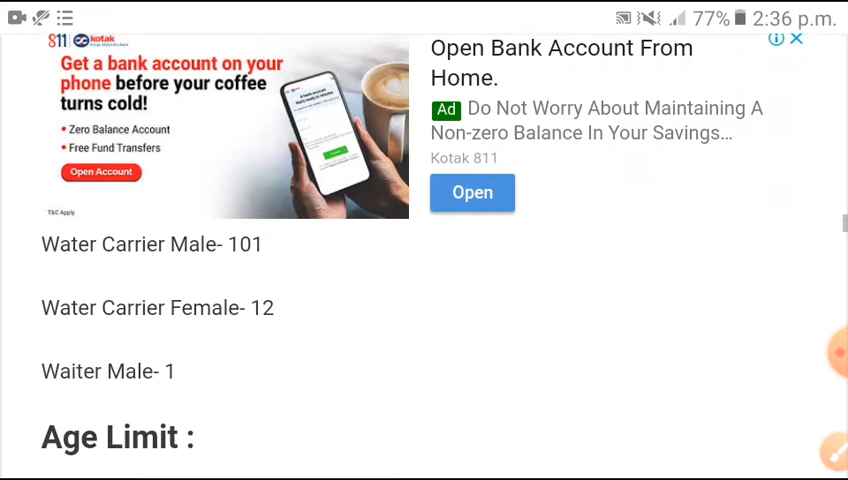 77% 2:36 p.m.
811 kotak
Kotak Mahindra Bank
Get a bank account on your
phone before your coffee
turns cold!
• Zero Balance Account
• Free Fund Transfers
Open Account
T&C Apply
Open Bank Account From
Home.
Ad Do Not Worry About Maintaining A
Non-zero Balance In Your Savings...
Kotak 811
Open
Water Carrier Male- 101
Water Carrier Female- 12
Waiter Male- 1
Age Limit :